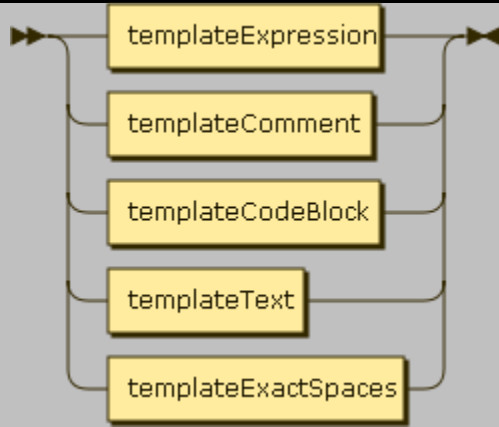 templateExpression
templateComment
templateCodeBlock
templateText
templateExactSpaces